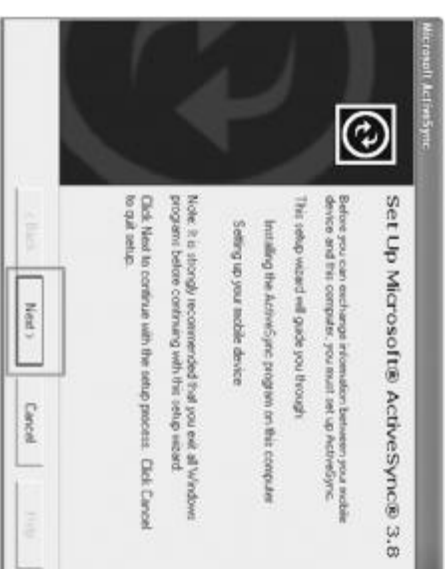 Microsoft ActiveSync
Set Up Microsoft® ActiveSync® 3.8
Before you can exchange information between your mobile
device and this computer, you must set up ActiveSync.
This setup wizard will guide you through:
Installing the ActiveSync program on this computer
Setting up your mobile device
Note: It is strongly recommended that you exit all Windows
programs before continuing with this setup wizard.
Click Next to continue with the setup process. Click Cancel
to quit setup.
< Back
Next >
Cancel
Help